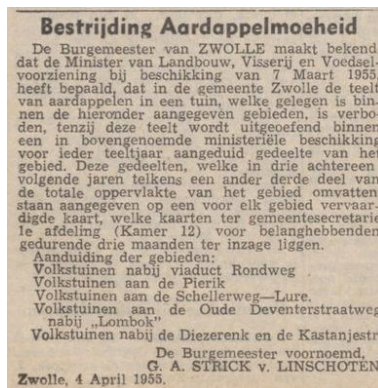 Bestrijding Aardappelmoeheid
De Burgemeester van ZWOLLE maakt bekend
dat de Minister van Landbouw, Visserij en Voedsel-
voorziening bij beschikking van 7 Maart 1955,
heeft bepaald, dat in de gemeente Zwolle de teelt
van aardappelen in een tuin, welke gelegen is bin-
nen de hieronder aangegeven gebieden, is verbo-
den, tenzij deze teelt wordt uitgeoefend binnen
een in bovengenoemde ministeriële beschikking
voor ieder teeltjaar aangeduid gedeelte van het
gebied. Deze gedeelten, welke in drie achtereen-
volgende jaren telkens een ander derde deel van
de totale oppervlakte van het gebied omvatten
staan aangegeven op een voor elk gebied vervaar-
digde kaart, welke kaarten ter gemeentesecretarie
1e afdeling (Kamer 12) voor belanghebbenden
gedurende drie maanten ter inzage liggen.
Aanduiding der gebieden:
Volkstuinen nabij viaduct Rondweg
Volkstuinen aan de Pierik
Volkstuinen aan de Schellerweg—Lure.
Volkstuinen aan de Oude Deventerstraatweg
nabij „Lombok”
Volkstuinen nabij de Diezerenk en de Kastanjestr
De Burgemeester voornoemd,
G. A. STRICK v. LINSCHOTEN
Zwolle, 4 April 1955.